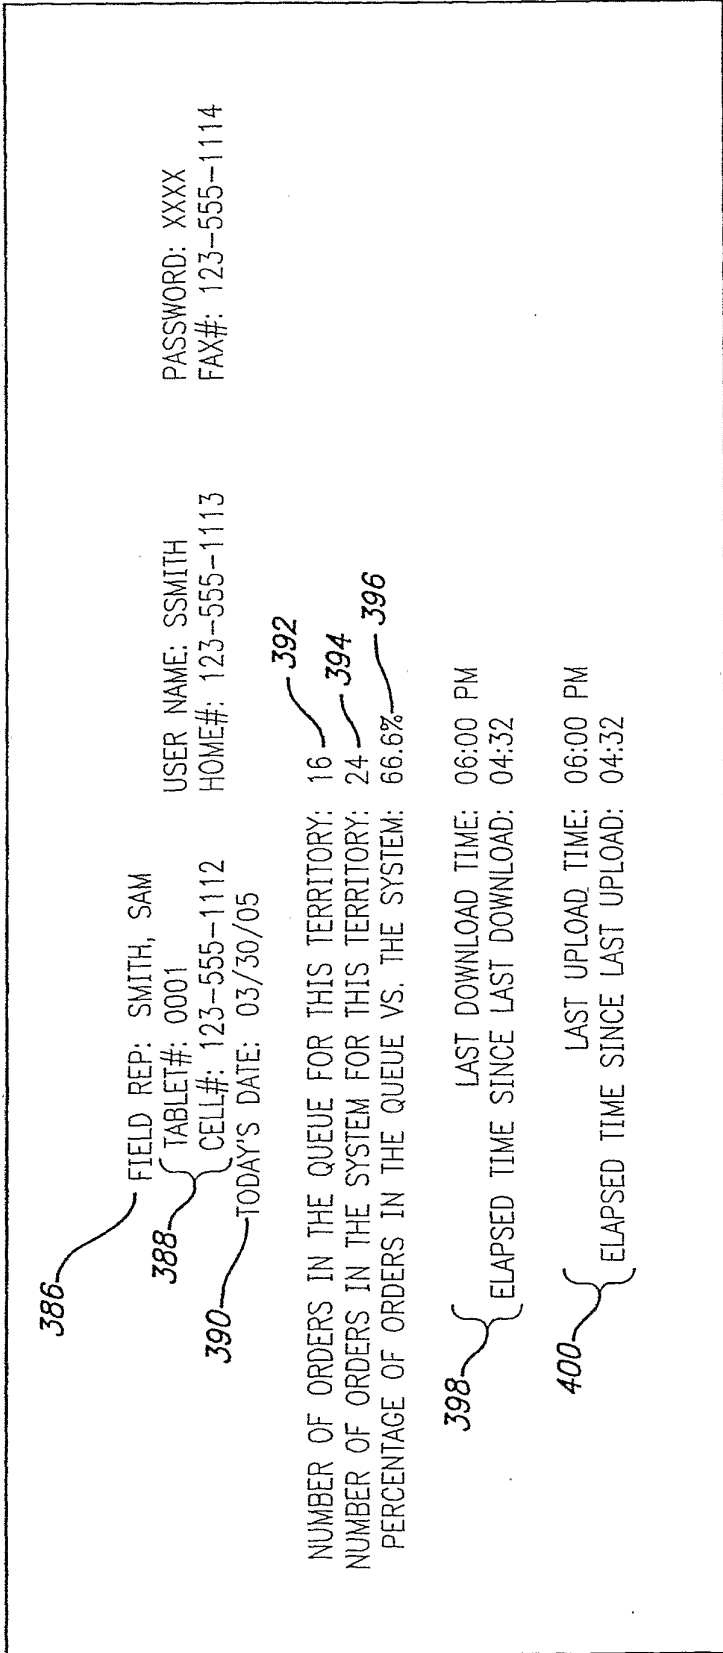 386
FIELD REP: SMITH, SAM
388
TABLET#: 0001 USER NAME: SSMITH PASSWORD: XXXX
CELL#: 123-555-1112 HOME#: 123-555-1113 FAX#: 123-555-1114
390
TODAY'S DATE: 03/30/05
NUMBER OF ORDERS IN THE QUEUE FOR THIS TERRITORY: 16 392
NUMBER OF ORDERS IN THE SYSTEM FOR THIS TERRITORY: 24 394
PERCENTAGE OF ORDERS IN THE QUEUE VS. THE SYSTEM: 66.6% 396
398
LAST DOWNLOAD TIME: 06:00 PM
ELAPSED TIME SINCE LAST DOWNLOAD: 04:32
400
LAST UPLOAD TIME: 06:00 PM
ELAPSED TIME SINCE LAST UPLOAD: 04:32